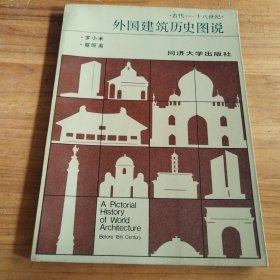 ·古代——十八世纪·
外国建筑历史图说
·罗小未
·蔡琬英
同济大学出版社
A Pictorial
History
of World
Architecture
Before 18th Century